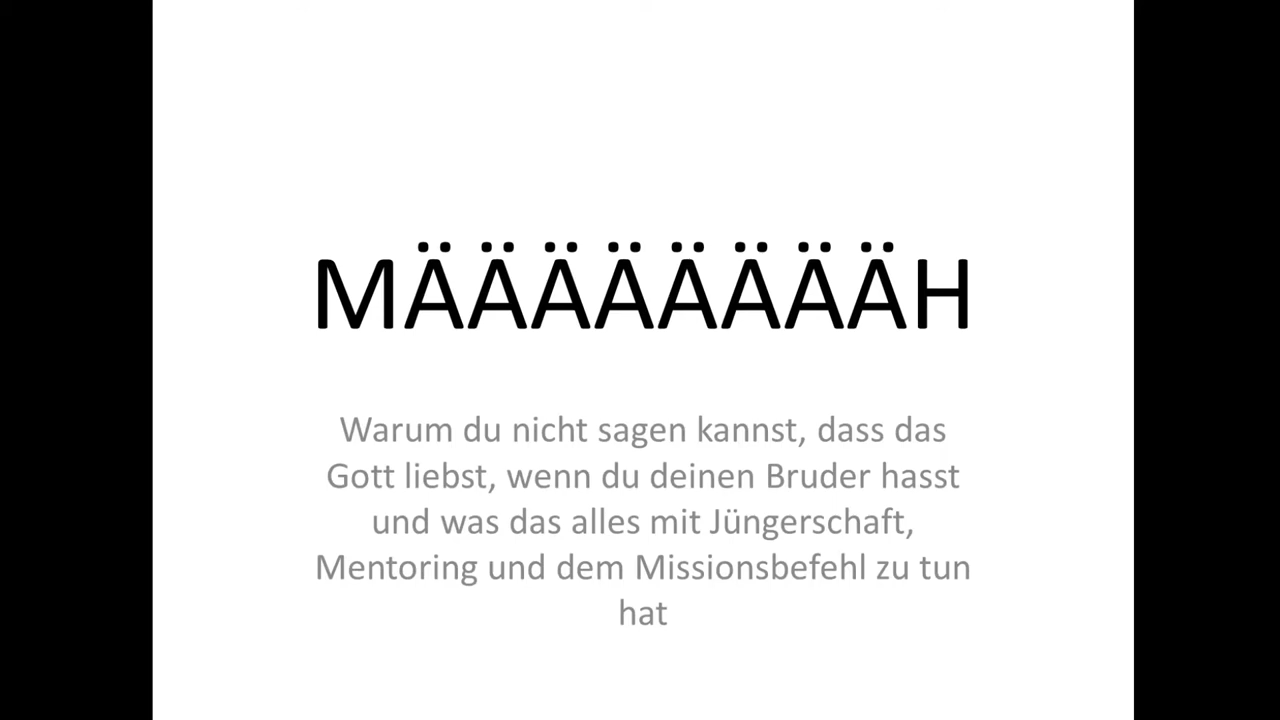 MÄÄÄÄÄÄÄÄH
Warum du nicht sagen kannst, dass das
Gott liebst, wenn du deinen Bruder hasst
und was das alles mit Jüngerschaft,
Mentoring und dem Missionsbefehl zu tun
hat